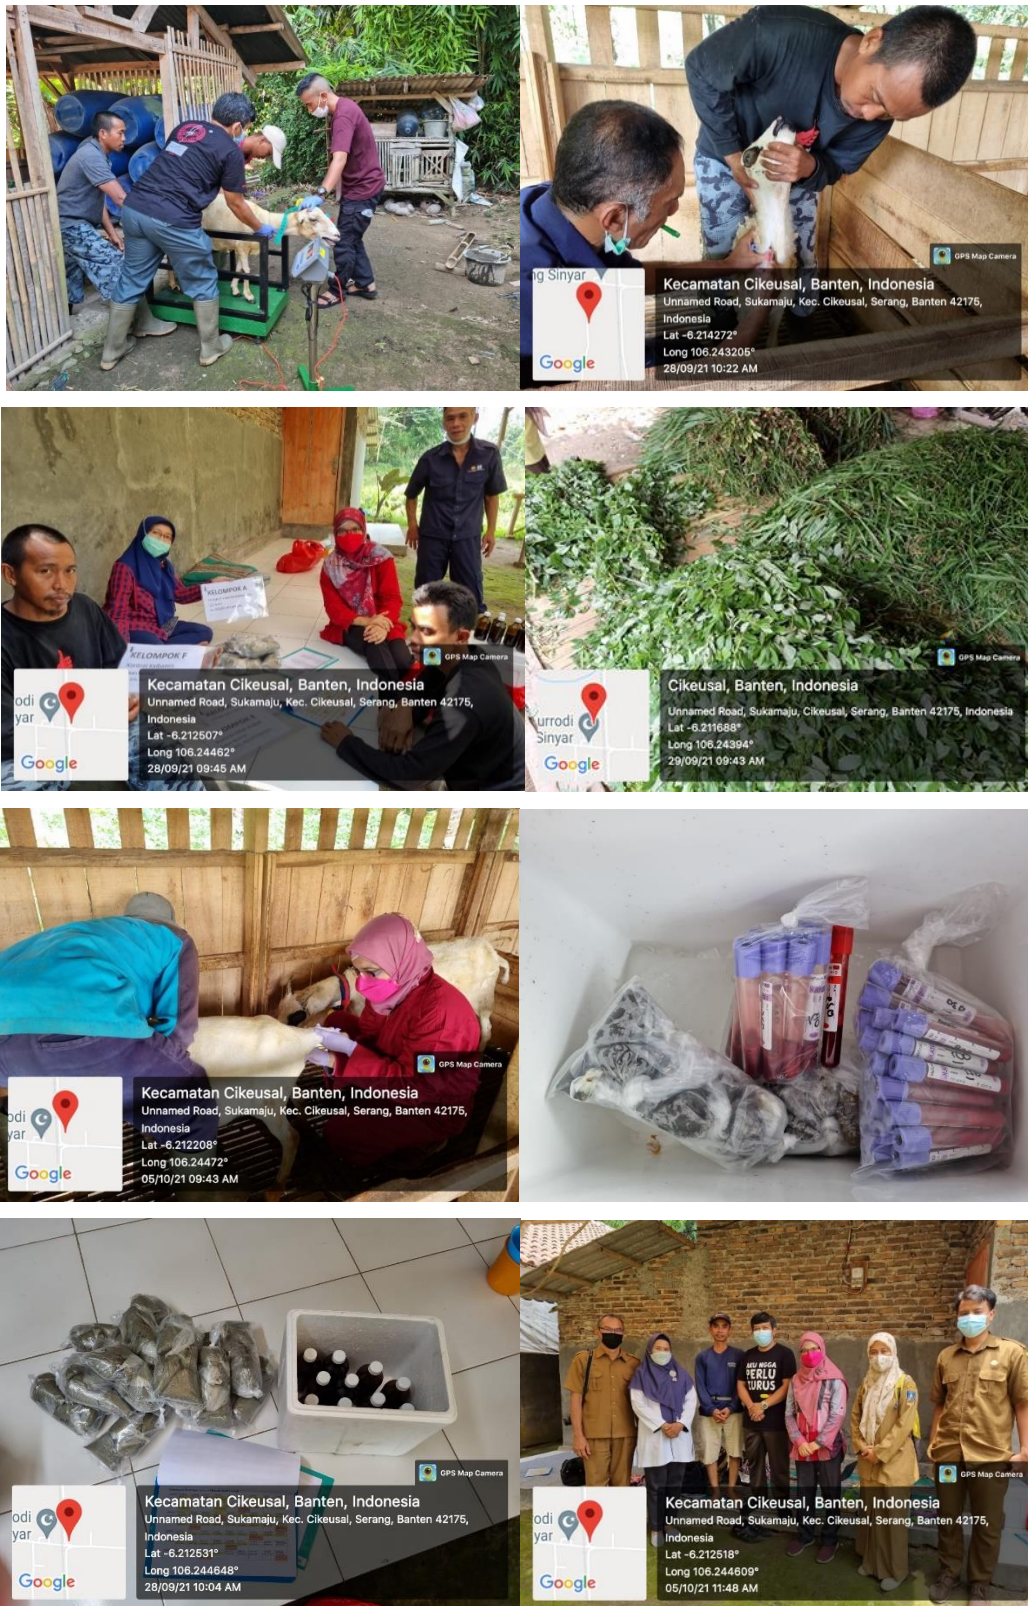 GPS Map Camera
ng Sinyar
Google
Kecamatan Cikeusal, Banten, Indonesia
Unnamed Road, Sukamaju, Kec. Cikeusal, Serang, Banten 42175,
Indonesia
Lat -6.214272°
Long 106.243205°
28/09/21 10:22 AM
KELOMPOK A
KELOMPOK F
GPS Map Camera
rodi
yar
Google
Kecamatan Cikeusal, Banten, Indonesia
Unnamed Road, Sukamaju, Kec. Cikeusal, Serang, Banten 42175,
Indonesia
Lat -6.212507°
Long 106.24462°
28/09/21 09:45 AM
GPS Map Camera
urrodi
Sinyar
Google
Cikeusal, Banten, Indonesia
Unnamed Road, Sukamaju, Cikeusal, Serang, Banten 42175, Indonesia
Lat -6.211688°
Long 106.24394°
29/09/21 09:43 AM
GPS Map Camera
odi
yar
Google
Kecamatan Cikeusal, Banten, Indonesia
Unnamed Road, Sukamaju, Kec. Cikeusal, Serang, Banten 42175,
Indonesia
Lat -6.212208°
Long 106.24472°
05/10/21 09:43 AM
GPS Map Camera
odi
yar
Google
Kecamatan Cikeusal, Banten, Indonesia
Unnamed Road, Sukamaju, Kec. Cikeusal, Serang, Banten 42175,
Indonesia
Lat -6.212531°
Long 106.244648°
28/09/21 10:04 AM
AKU NGGA
PERLU
KURUS
GPS Map Camera
odi
yar
Google
Kecamatan Cikeusal, Banten, Indonesia
Unnamed Road, Sukamaju, Kec. Cikeusal, Serang, Banten 42175,
Indonesia
Lat -6.212518°
Long 106.244609°
05/10/21 11:48 AM